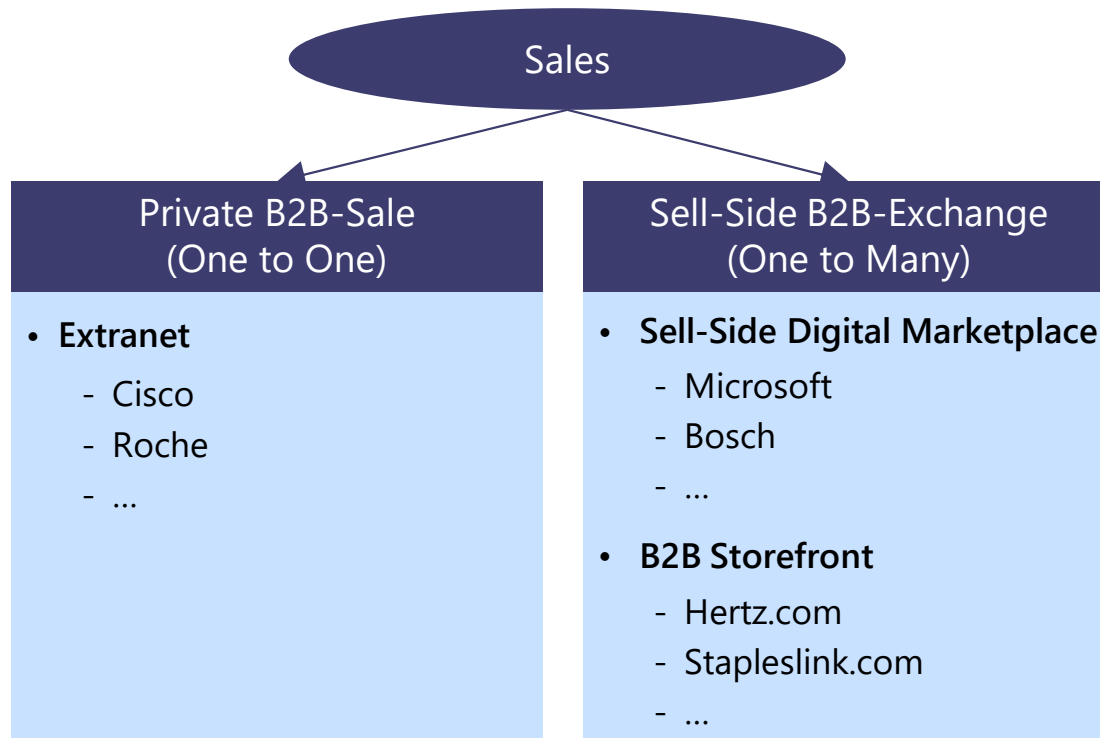 Sales
Private B2B-Sale
(One to One)
• Extranet
- Cisco
- Roche
- ...
Sell-Side B2B-Exchange
(One to Many)
• Sell-Side Digital Marketplace
- Microsoft
- Bosch
- ...
• B2B Storefront
- Hertz.com
- Stapleslink.com
- ...